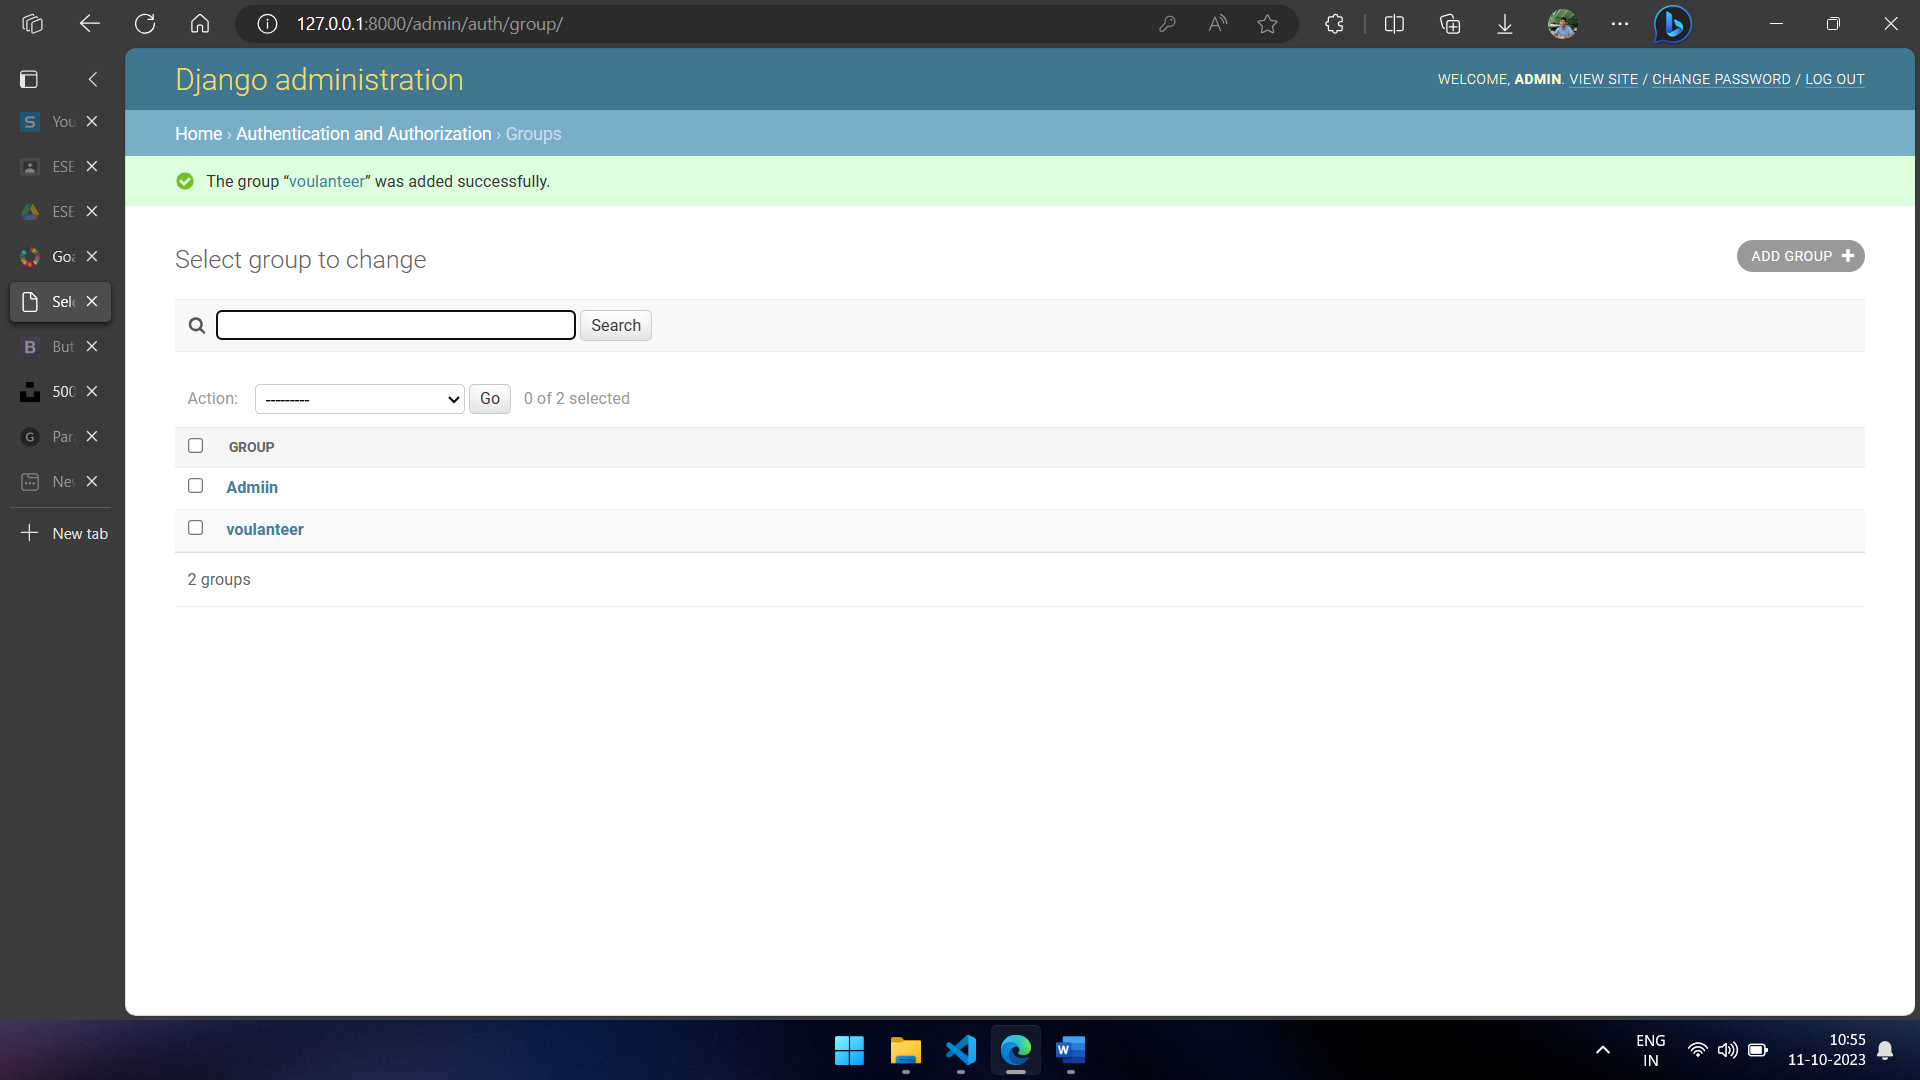 127.0.0.1:8000/admin/auth/group/
Django administration
WELCOME, ADMIN. VIEW SITE / CHANGE PASSWORD / LOG OUT
Home › Authentication and Authorization › Groups
The group “voulanteer” was added successfully.
Select group to change
ADD GROUP
Search
Action:
---------
Go
0 of 2 selected
GROUP
Admiin
voulanteer
2 groups
You
ESE
ESE
Goa
Sele
But
500
Par
Nev
New tab
ENG
IN
10:55
11-10-2023